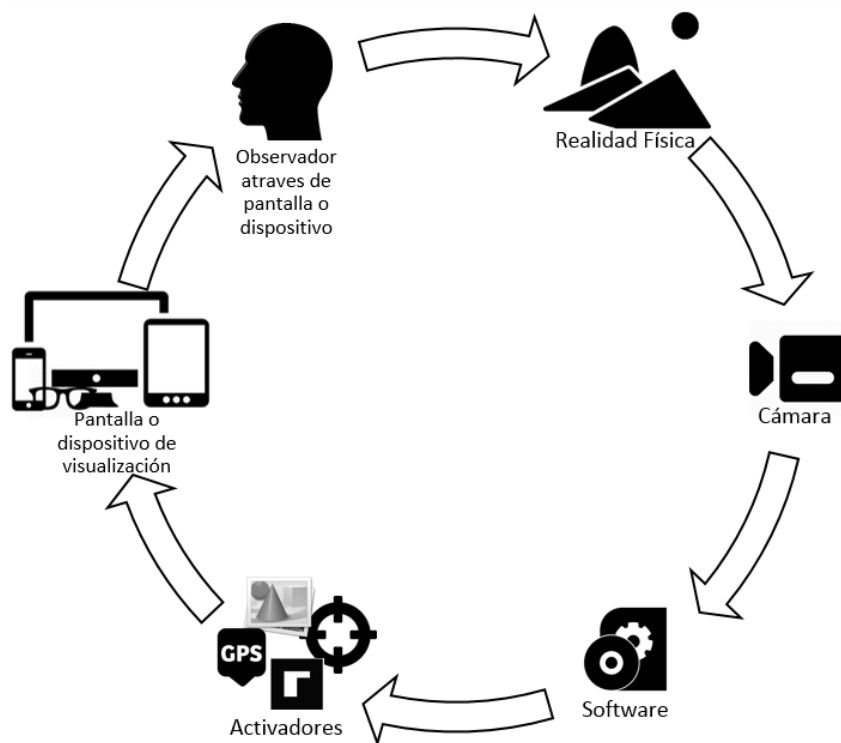 Observador
atraves de
pantalla o
dispositivo
Realidad Física
Cámara
Software
GPS
Activadores
Pantalla o
dispositivo de
visualización